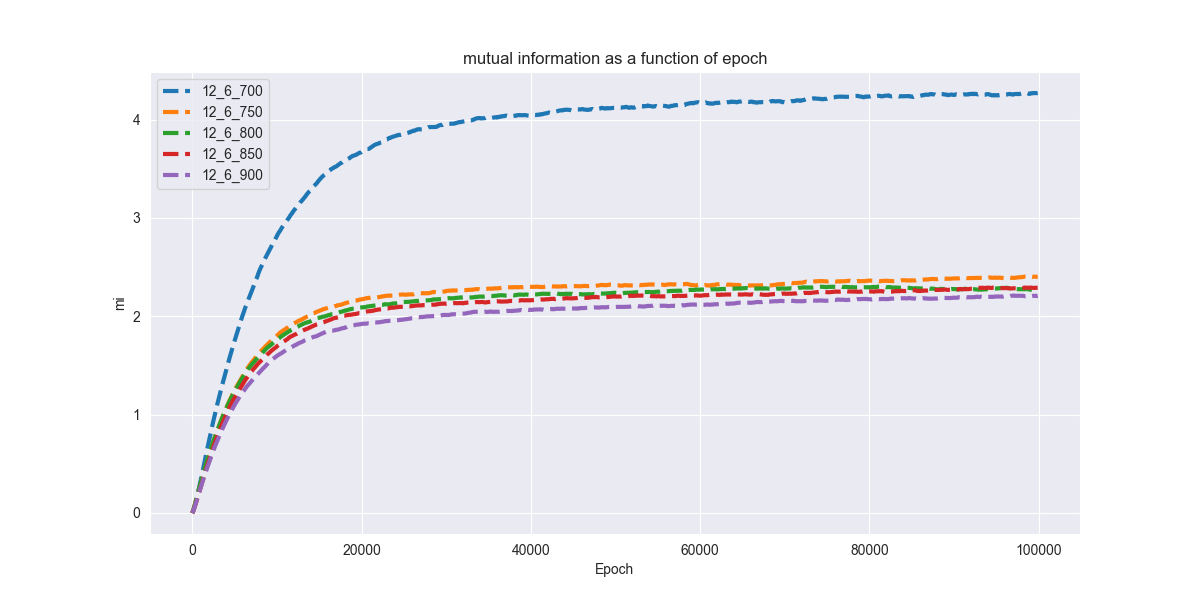 mutual information as a function of epoch
12_6_700
12_6_750
12_6_800
12_6_850
12_6_900
mi
4
3
2
1
0
0 20000 40000 60000 80000 100000
Epoch